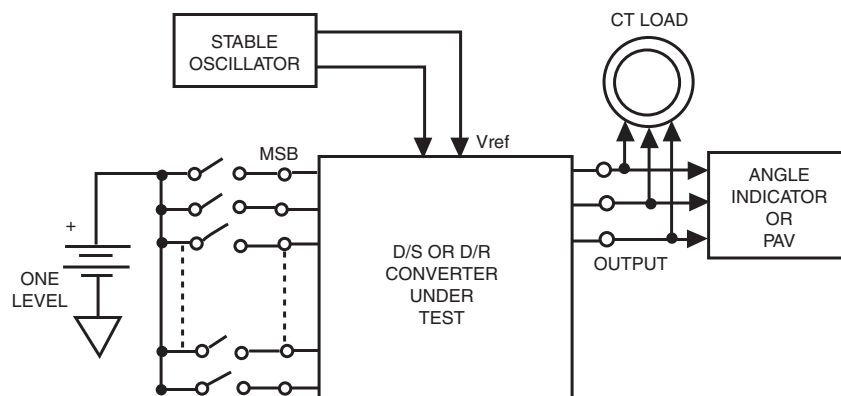 CT LOAD
STABLE
OSCILLATOR
MSB
Vref
ANGLE
INDICATOR
OR
PAV
+
D/S OR D/R
CONVERTER
UNDER
TEST
OUTPUT
ONE
LEVEL